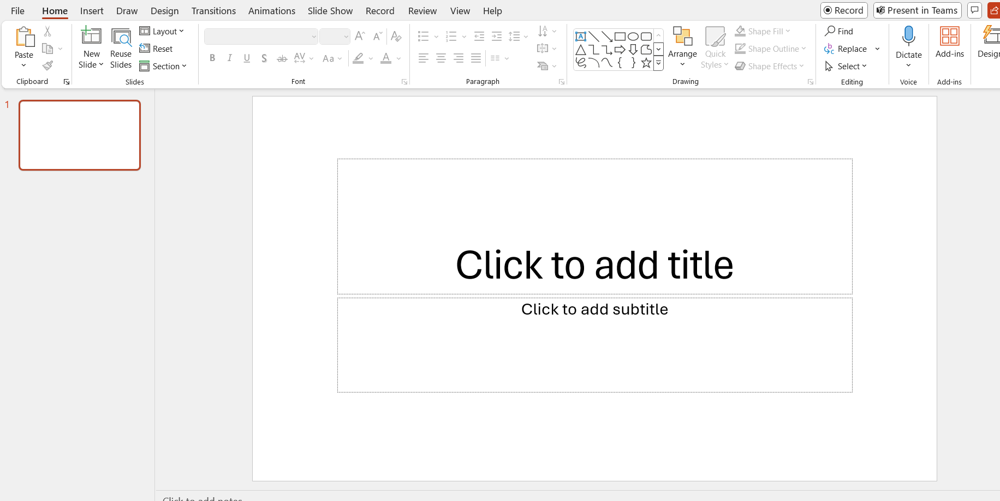 File Home Insert Draw Design Transitions Animations Slide Show Record Review View Help Record Present in Teams
Paste
Clipboard
New Slide
Reuse Slides
Layout
Reset
Section
Slides
B I U S ab AV Aa A
Font
Paragraph
A
Drawing
Arrange
Quick Styles
Shape Fill
Shape Outline
Shape Effects
Find
Replace
Select
Editing
Dictate
Voice
Add-ins
Add-ins
1
Click to add title
Click to add subtitle
Click to add notes